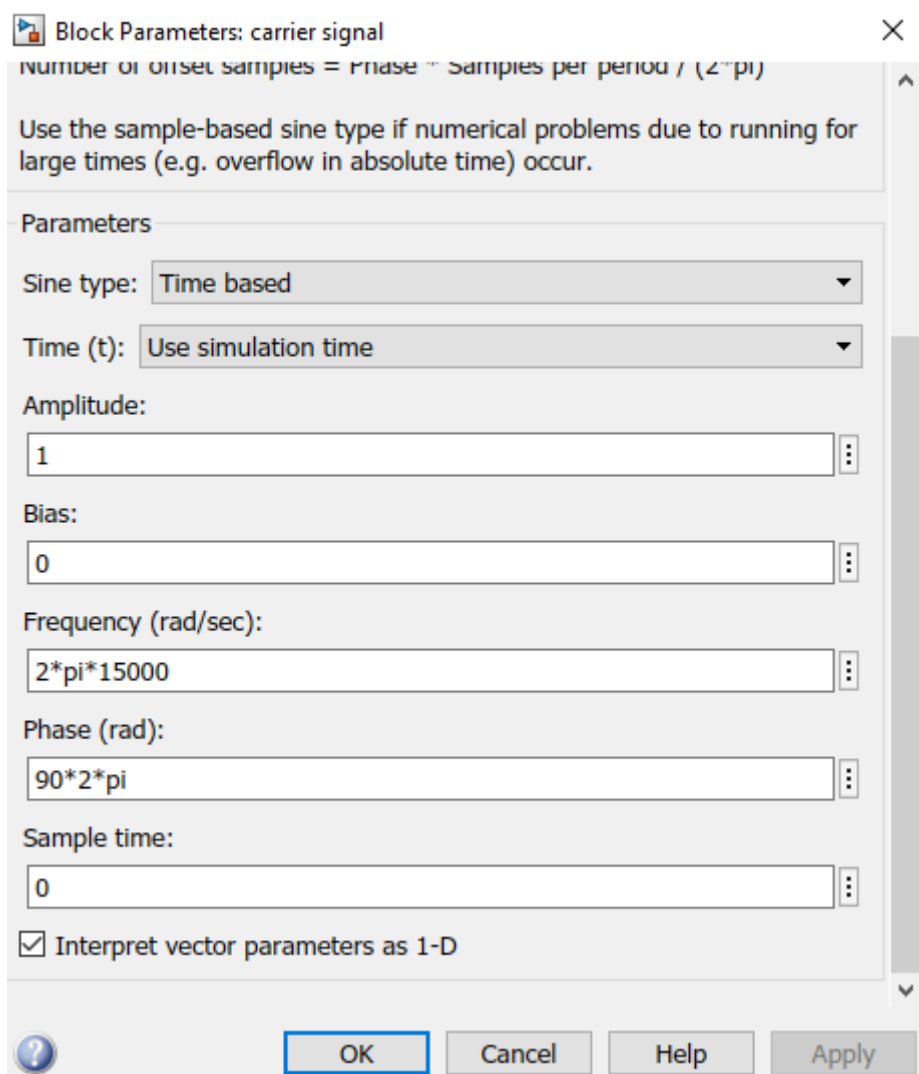 Block Parameters: carrier signal
Number of offset samples = Phase * Samples per period / (2*pi)
Use the sample-based sine type if numerical problems due to running for
large times (e.g. overflow in absolute time) occur.
Parameters
Sine type: Time based
Time (t): Use simulation time
Amplitude:
1
Bias:
0
Frequency (rad/sec):
2*pi*15000
Phase (rad):
90*2*pi
Sample time:
0
Interpret vector parameters as 1-D
OK Cancel Help Apply